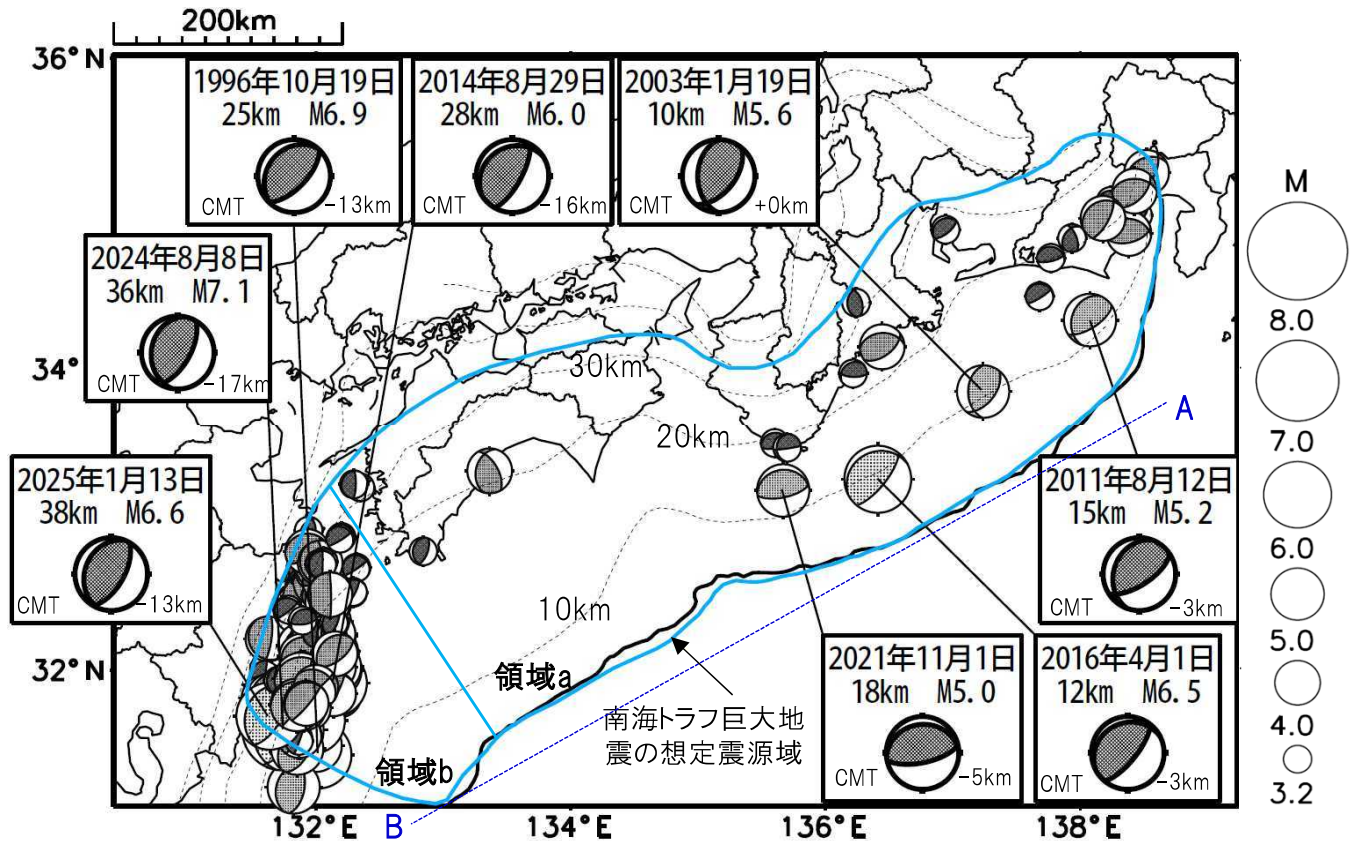 200km
36°N
34°N
32°N
132°E
134°E
136°E
138°E
1996年10月19日
25km M6.9
CMT
-13km
2014年8月29日
28km M6.0
CMT
-16km
2003年1月19日
10km M5.6
CMT
+0km
2024年8月8日
36km M7.1
CMT
-17km
2025年1月13日
38km M6.6
CMT
-13km
30km
20km
10km
A
2011年8月12日
15km M5.2
CMT
-3km
2021年11月1日
18km M5.0
CMT
-5km
2016年4月1日
12km M6.5
CMT
-3km
領域a
領域b
南海トラフ巨大地
震の想定震源域
B
M
8.0
7.0
6.0
5.0
4.0
3.2